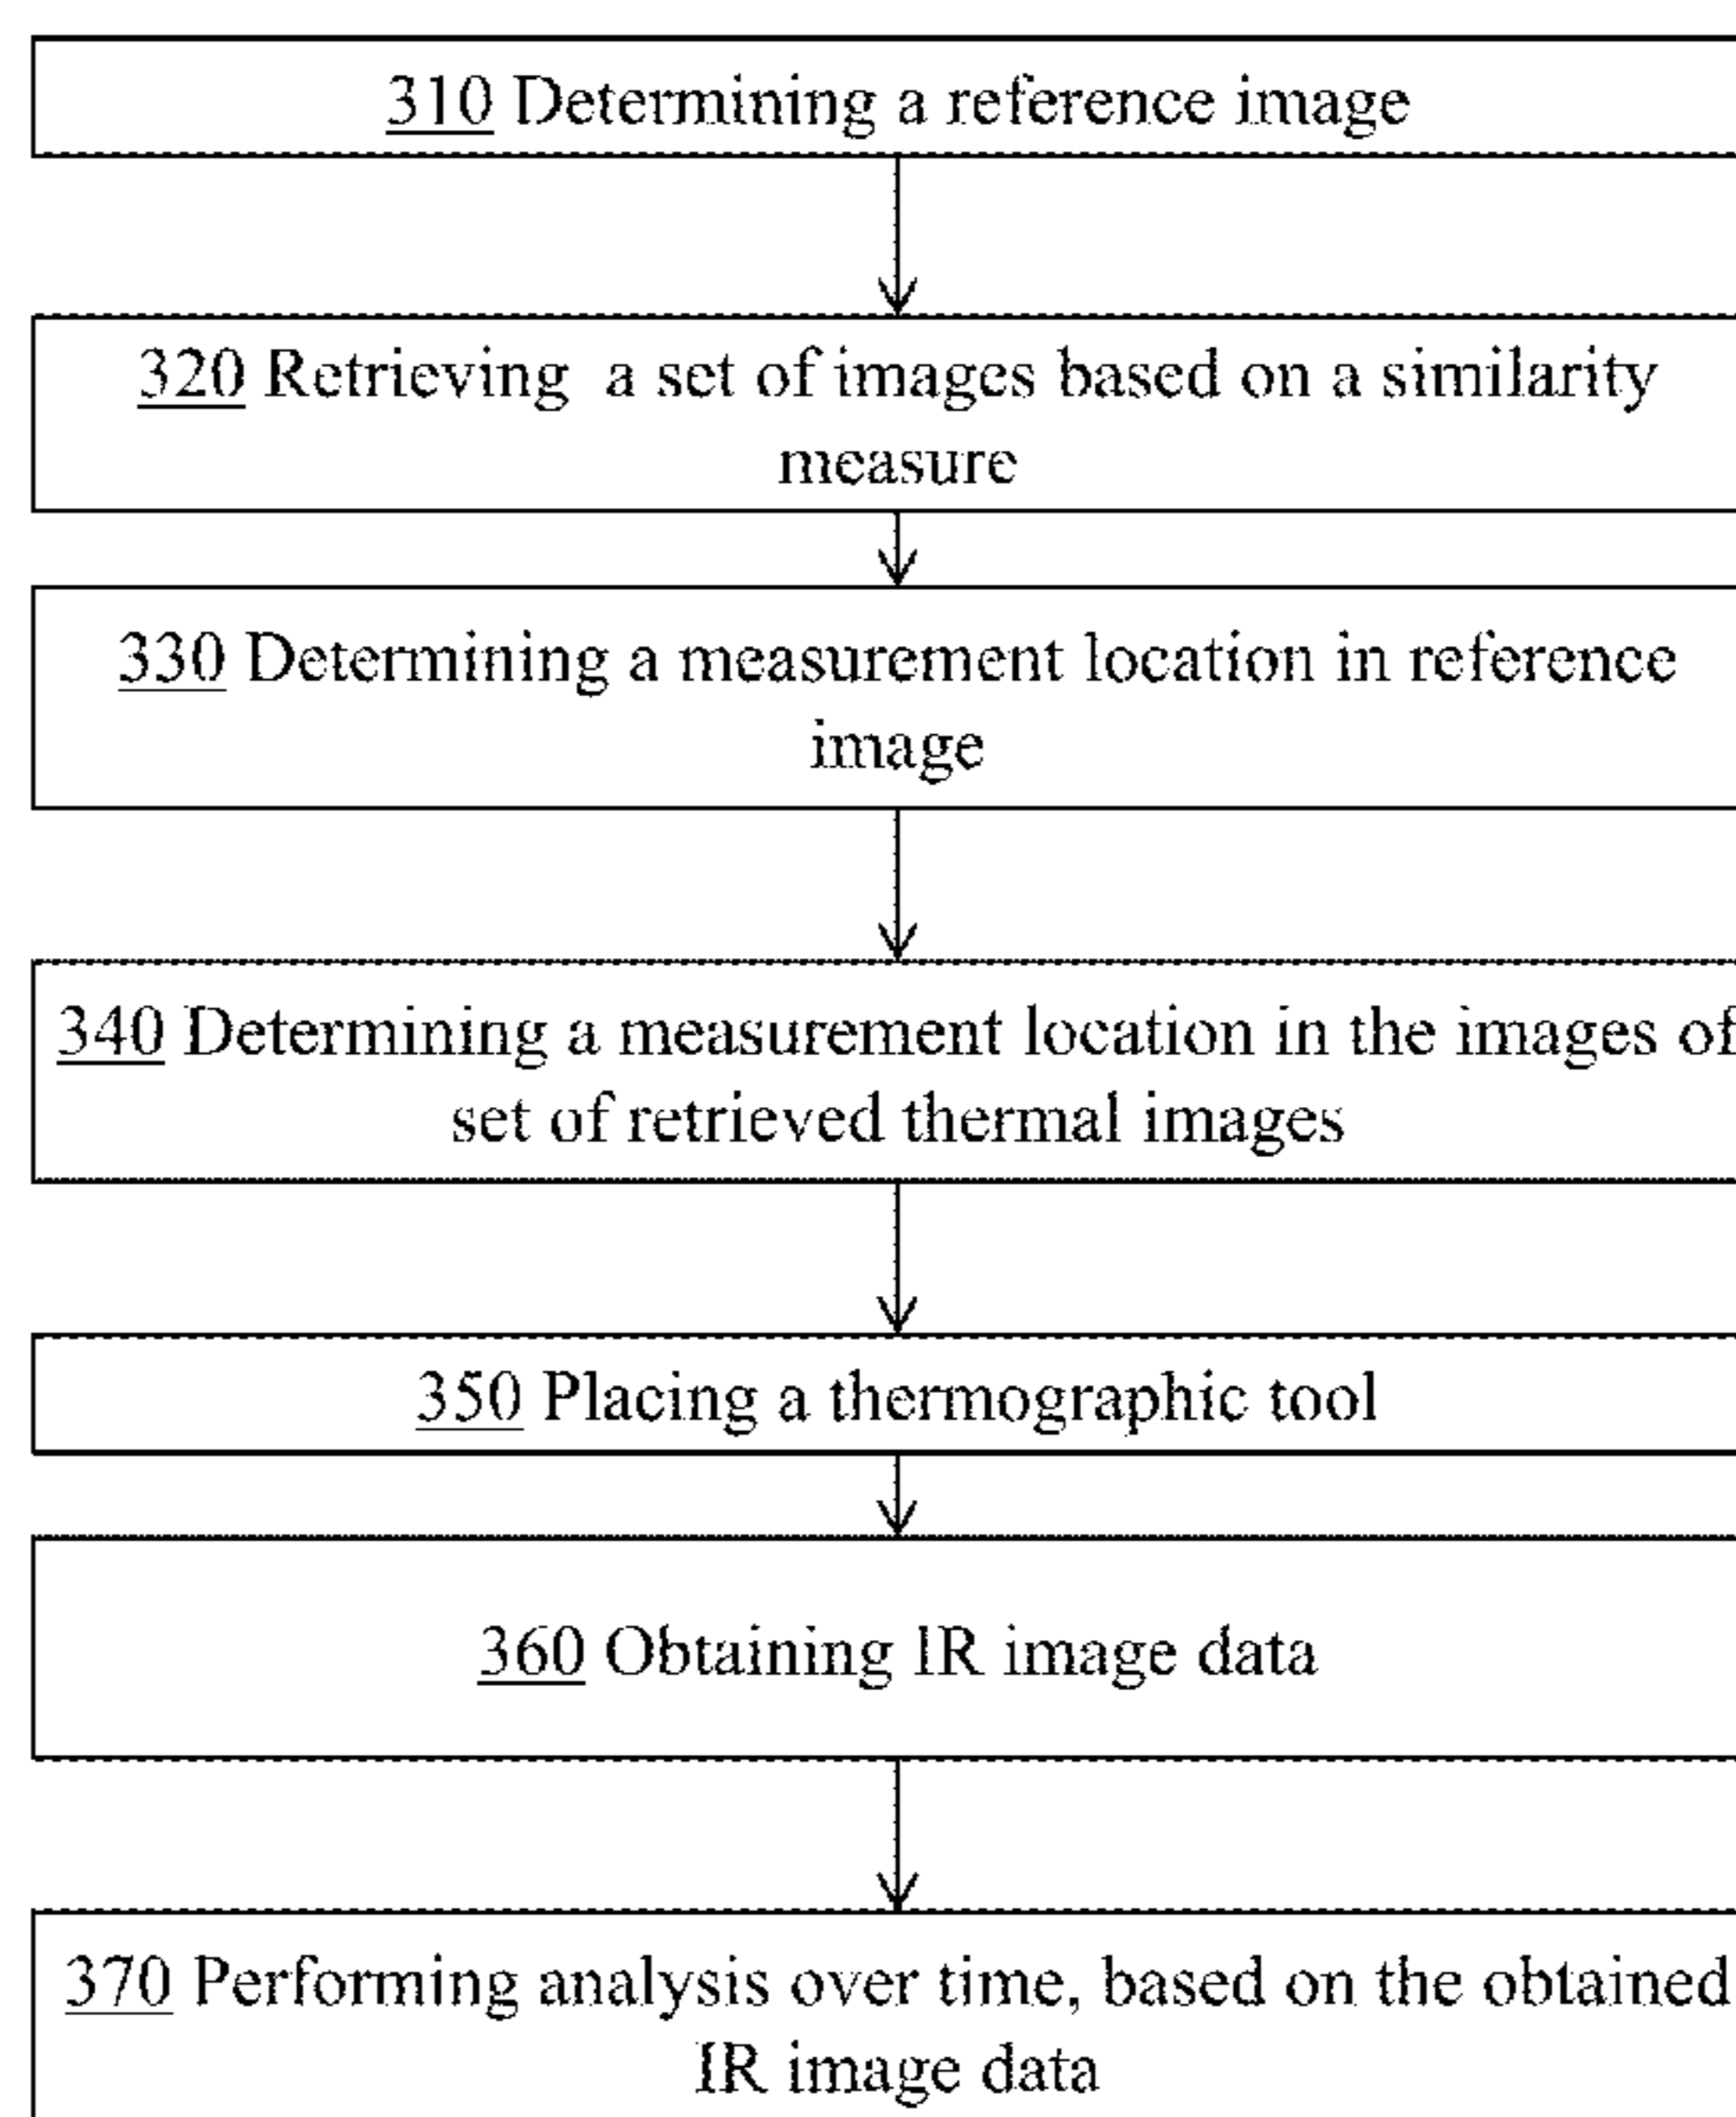 310 Determining a reference image
320 Retrieving a set of images based on a similarity
measure
330 Determining a measurement location in reference
image
340 Determining a measurement location in the images of
set of retrieved thermal images
350 Placing a thermographic tool
360 Obtaining IR image data
370 Performing analysis over time, based on the obtained
IR image data